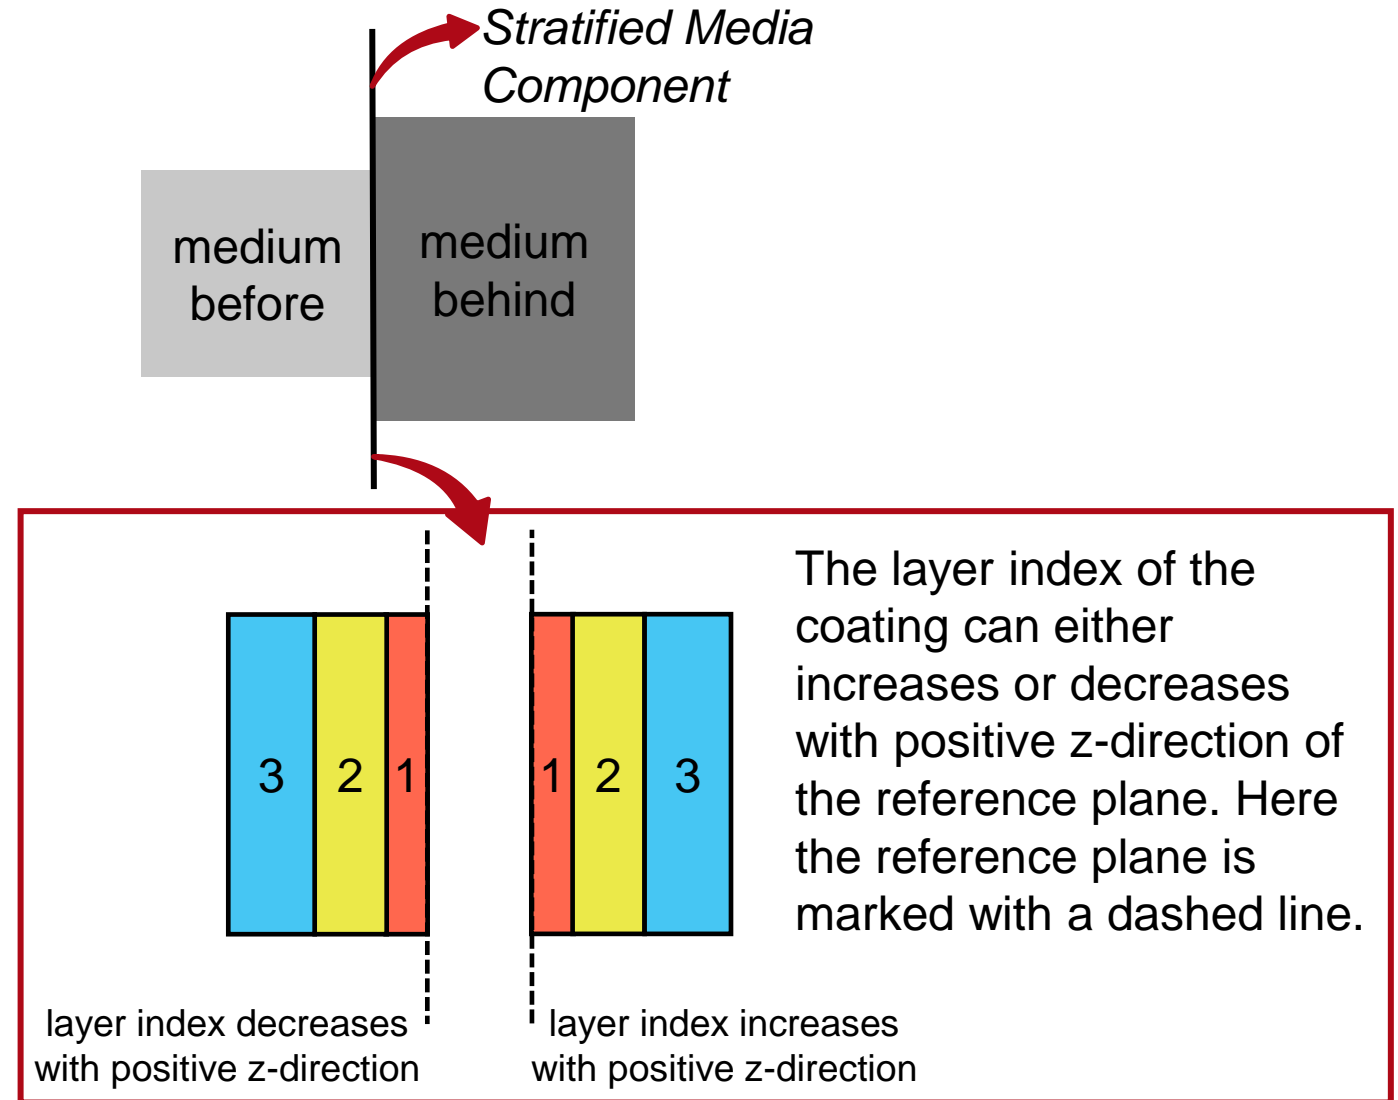 Stratified Media
Component
medium
before
medium
behind
The layer index of the
coating can either
increases or decreases
with positive z-direction of
the reference plane. Here
the reference plane is
marked with a dashed line.
3 2 1
1 2 3
layer index decreases
with positive z-direction
layer index increases
with positive z-direction